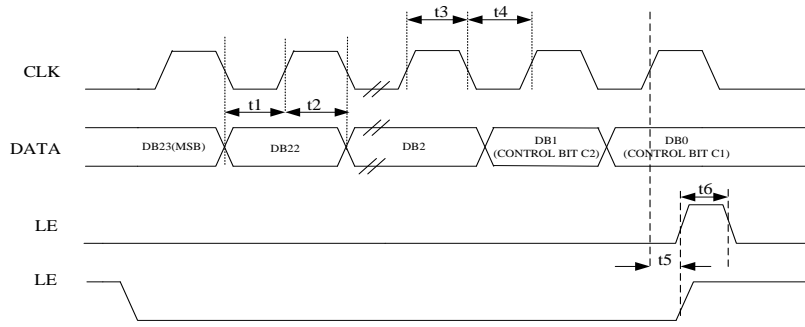 t3 t4
CLK
t1 t2
DATA
DB23(MSB) DB22 DB2 DB1 (CONTROL BIT C2) DB0 (CONTROL BIT C1)
t6
LE
t5
LE